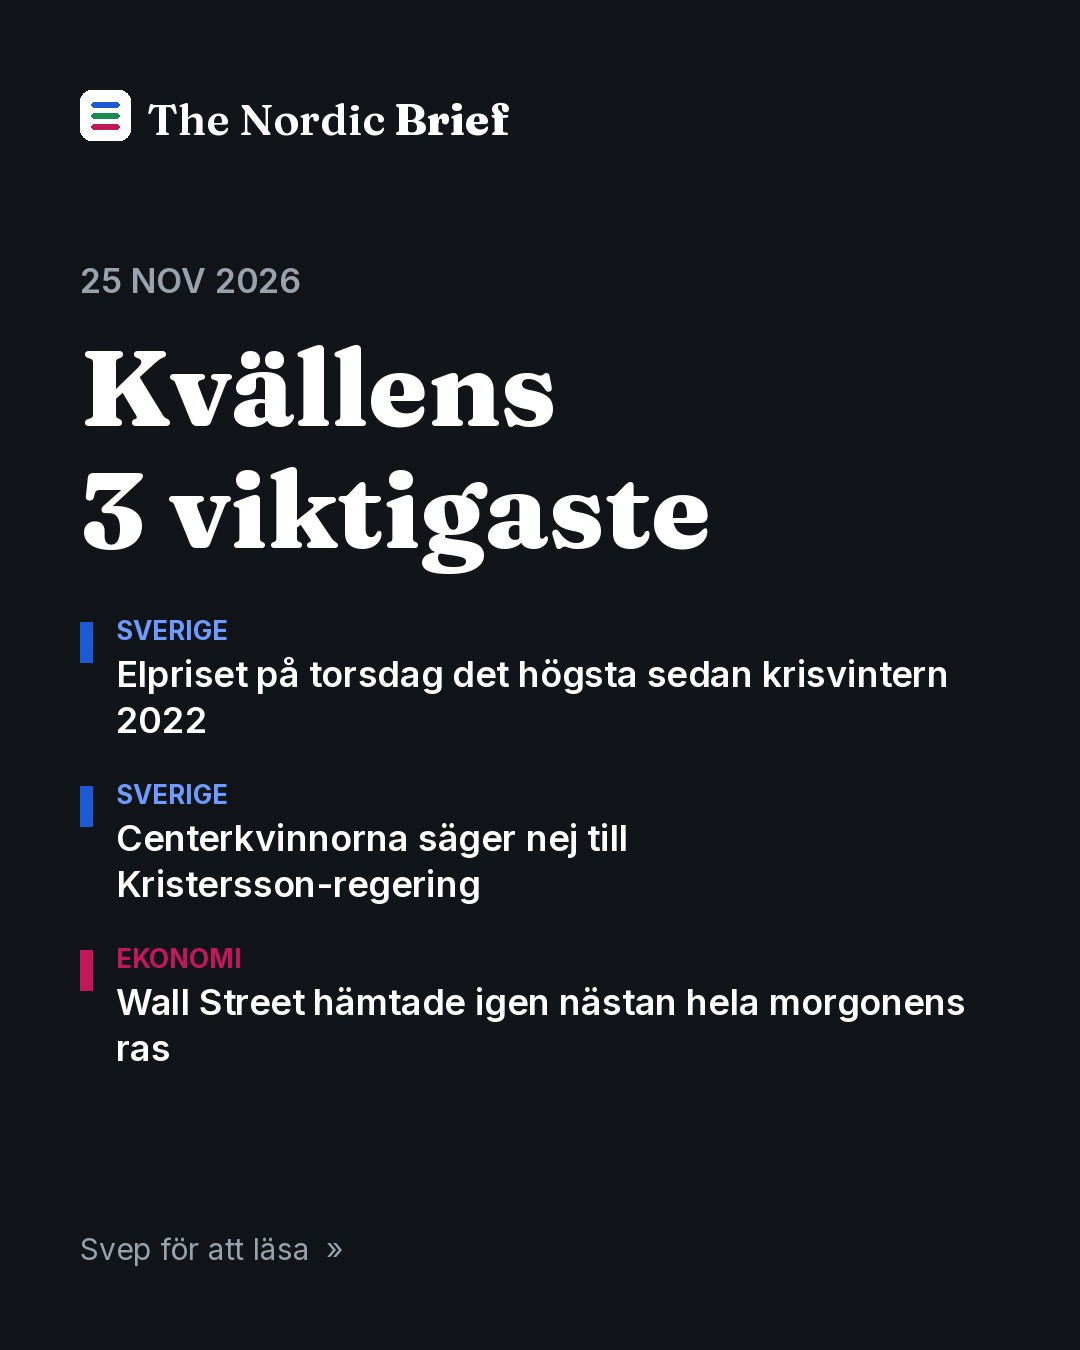 The Nordic Brief
25 NOV 2026
Kvällens
3 viktigaste
SVERIGE
Elpriset på torsdag det högsta sedan krisvintern
2022
SVERIGE
Centerkvinnorna säger nej till
Kristersson-regering
EKONOMI
Wall Street hämtade igen nästan hela morgonens
ras
Svep för att läsa »